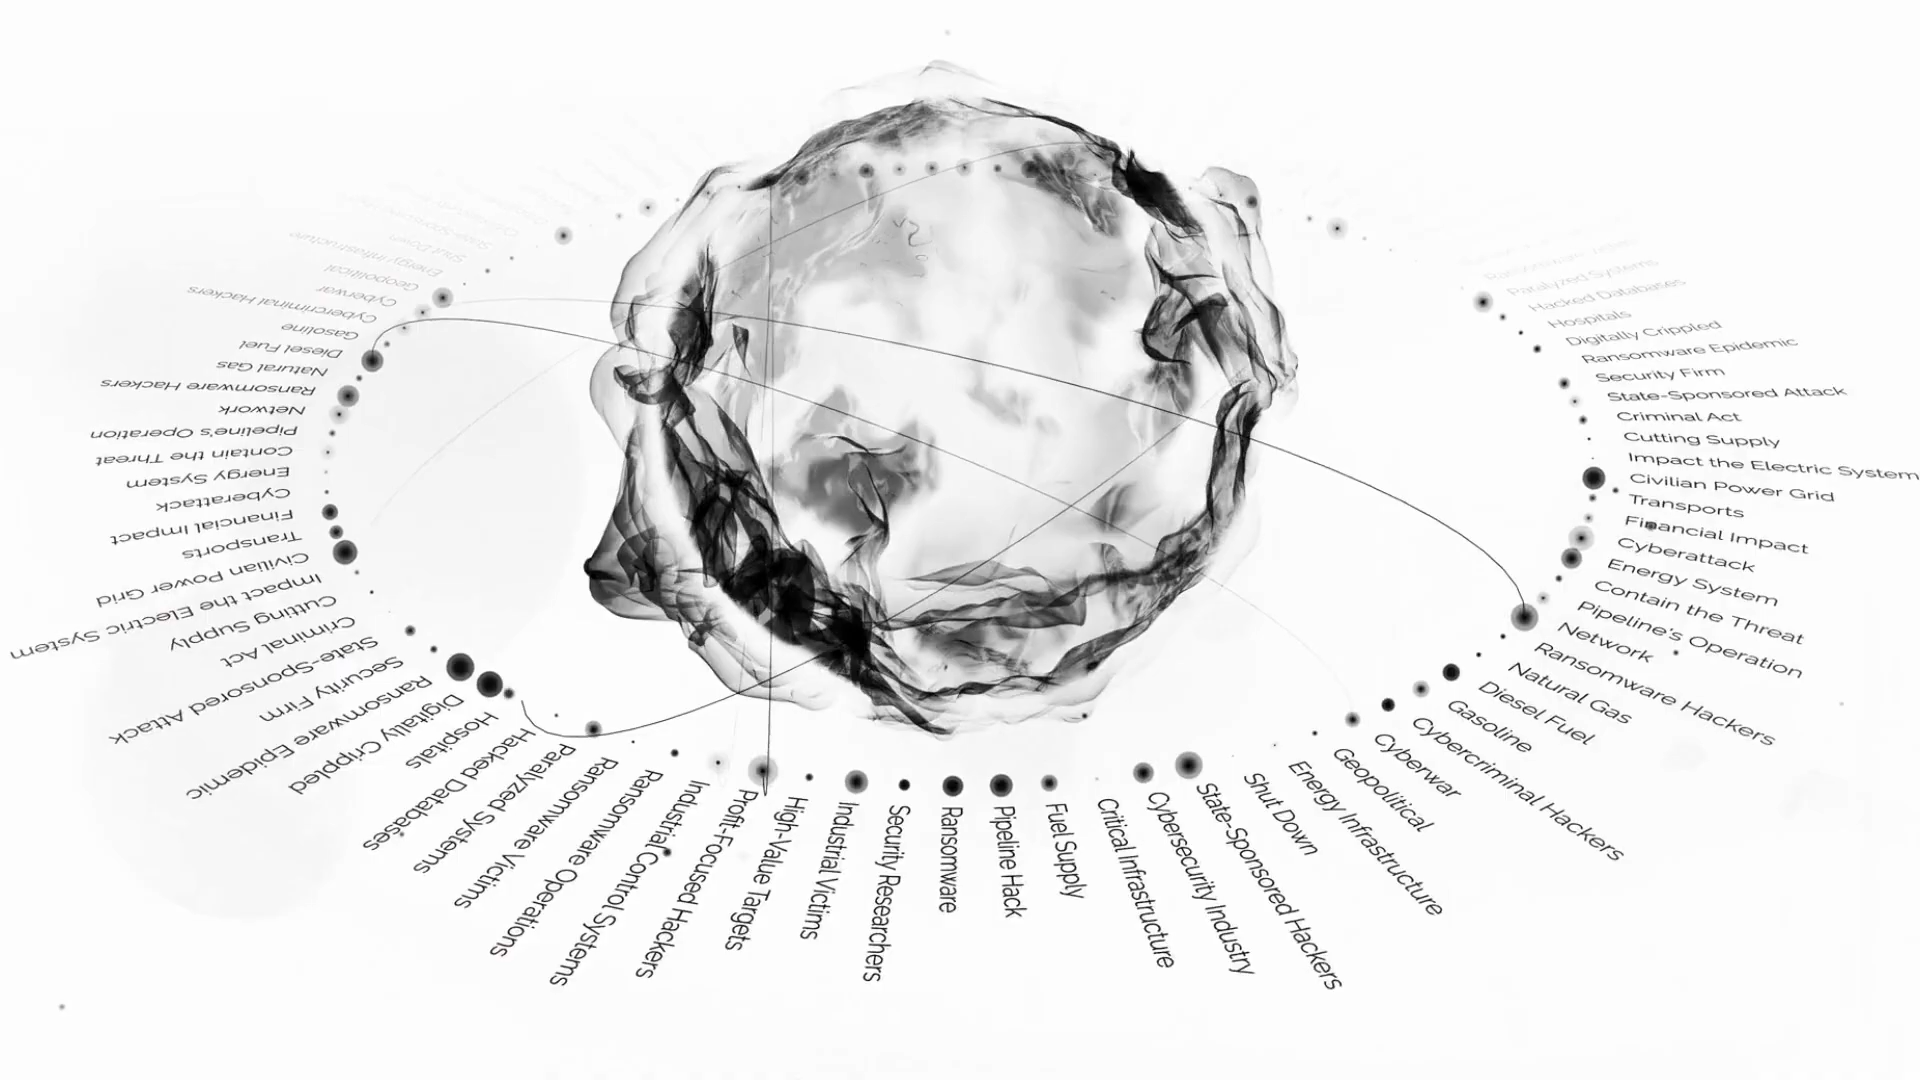 Energy Infrastructure
Geopolitical
Cyberwar
Cybercriminal Hackers
Gasoline
Diesel Fuel
Natural Gas
Ransomware Hackers
Network
Pipeline's Operation
Contain the Threat
Energy System
Cyberattack
Financial Impact
Transports
Civilian Power Grid
Impact the Electric System
Cutting Supply
Criminal Act
State-Sponsored Attack
Security Firm
Ransomware Epidemic
Digitally Crippled
Hospitals
Hacked Databases
Paralyzed Systems
Ransomware Victims
Ransomware Operations
Industrial Control Systems
Profit-Focused Hackers
High-Value Targets
Industrial Victims
Security Researchers
Ransomware
Pipeline Hack
Fuel Supply
Critical Infrastructure
Cybersecurity Industry
State-Sponsored Hackers
Shut Down
Energy Infrastructure
Geopolitical
Cyberwar
Cybercriminal Hackers
Gasoline
Diesel Fuel
Natural Gas
Ransomware Hackers
Network
Pipeline's Operation
Contain the Threat
Energy System
Cyberattack
Financial Impact
Transports
Civilian Power Grid
Impact the Electric System
Cutting Supply
Criminal Act
State-Sponsored Attack
Security Firm
Ransomware Epidemic
Digitally Crippled
Hospitals
Hacked Databases
Paralyzed Systems